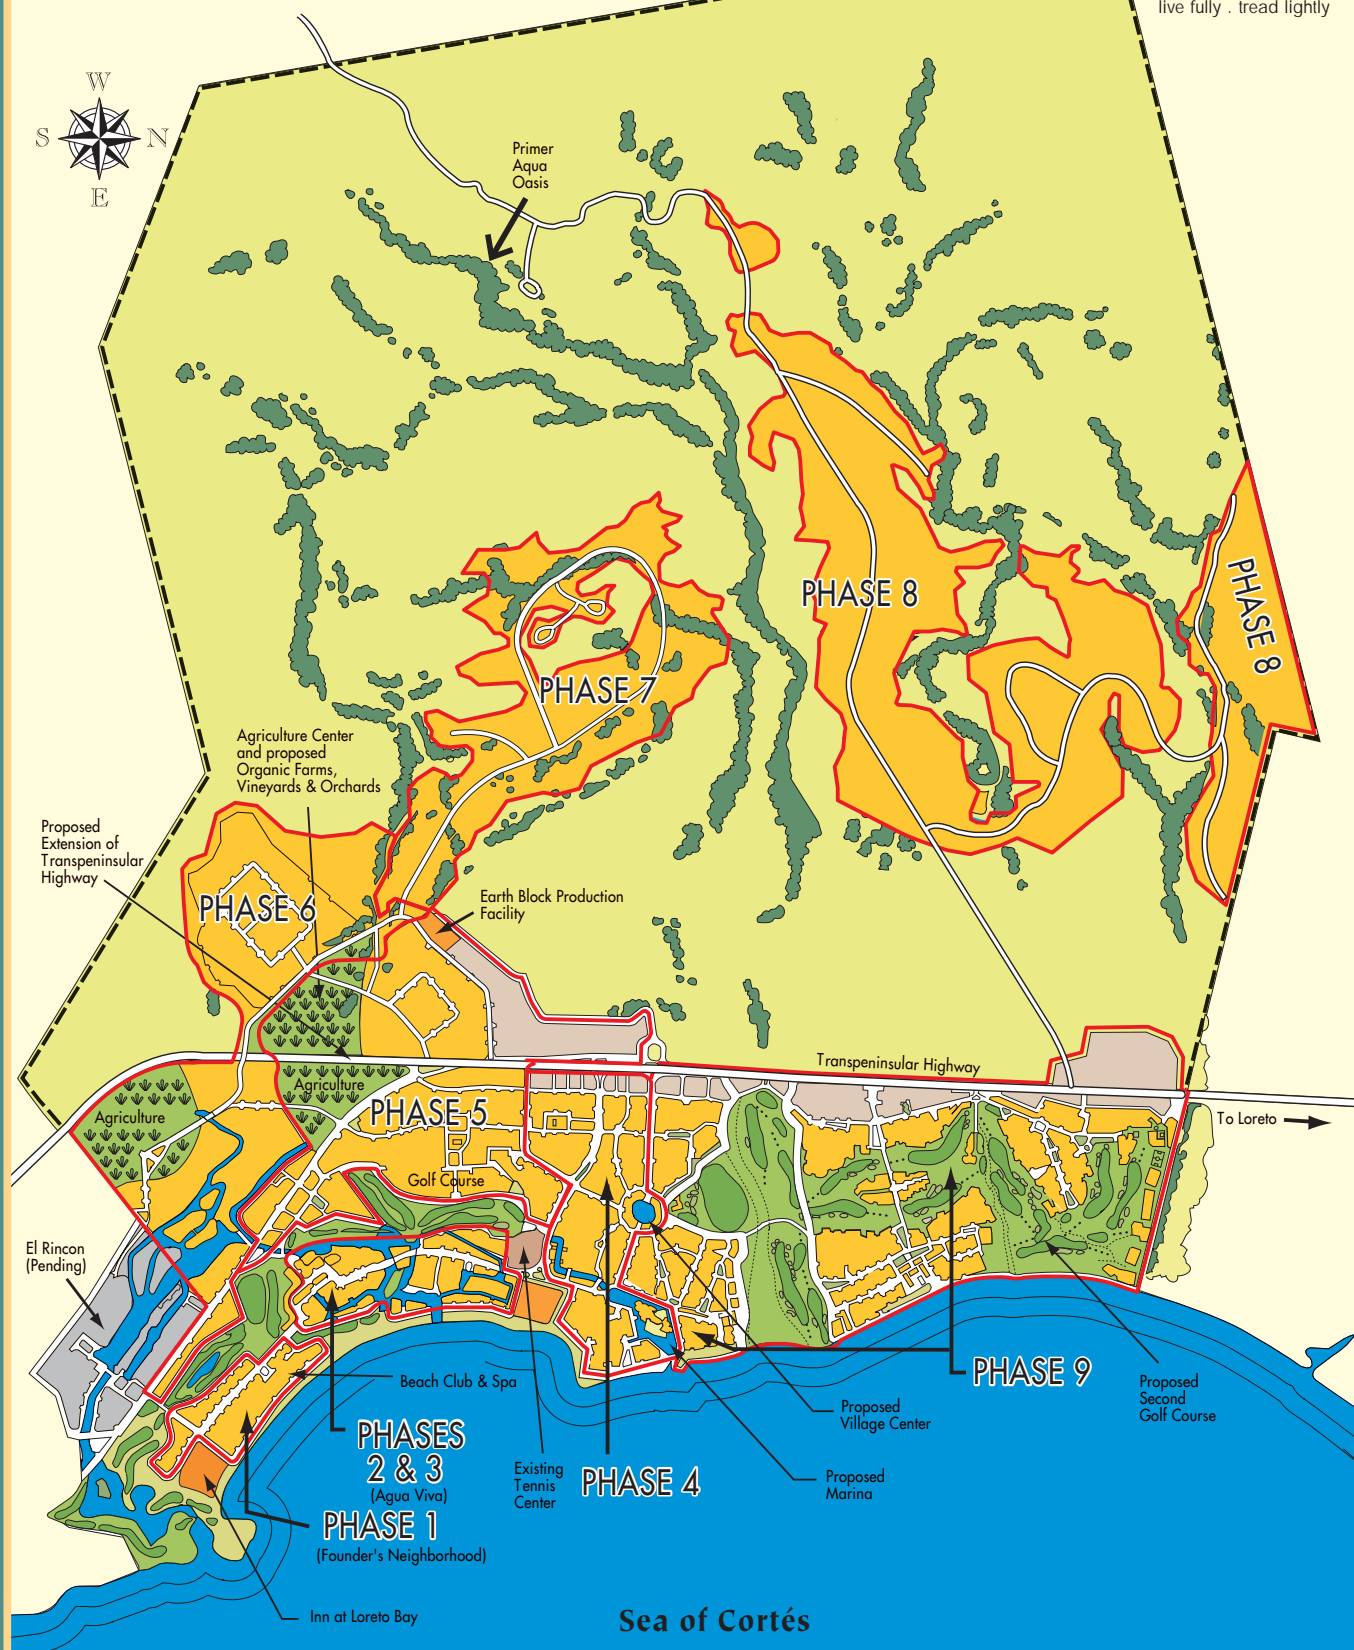 live fully . tread lightly
W
S
N
E
Primer
Aqua
Oasis
PHASE 8
PHASE 8
PHASE 7
Agriculture Center
and proposed
Organic Farms,
Vineyards & Orchards
Proposed
Extension of
Transpeninsular
Highway
PHASE 6
Earth Block Production
Facility
Transpeninsular Highway
Agriculture
Agriculture
PHASE 5
To Loreto
Golf Course
El Rincon
(Pending)
Beach Club & Spa
PHASE 9
Proposed
Second
Golf Course
Proposed
Village Center
PHASES
2 & 3
(Agua Viva)
Existing
Tennis
Center
PHASE 4
Proposed
Marina
PHASE 1
(Founder's Neighborhood)
Inn at Loreto Bay
Sea of Cortés